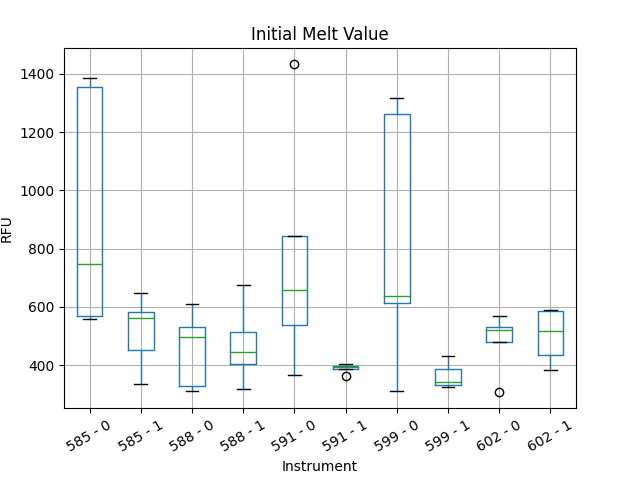 Initial Melt Value
RFU
1400
1200
1000
800
600
400
585 - 0
585 - 1
588 - 0
588 - 1
591 - 0
591 - 1
599 - 0
599 - 1
602 - 0
602 - 1
Instrument